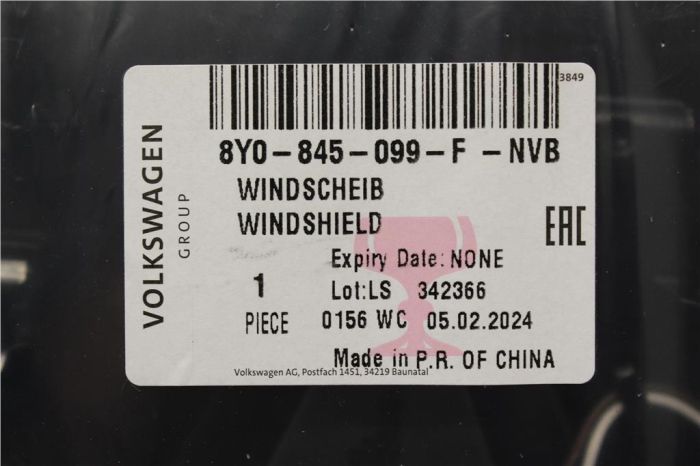 3849
8Y0-845-099-F -NVB
WINDSCHEIB
WINDSHIELD
EAC
Expiry Date: NONE
1 Lot:LS 342366
PIECE 0156 WC 05.02.2024
Made in P.R. OF CHINA
Volkswagen AG, Postfach 1451, 34219 Baunatal
VOLKSWAGEN
GROUP